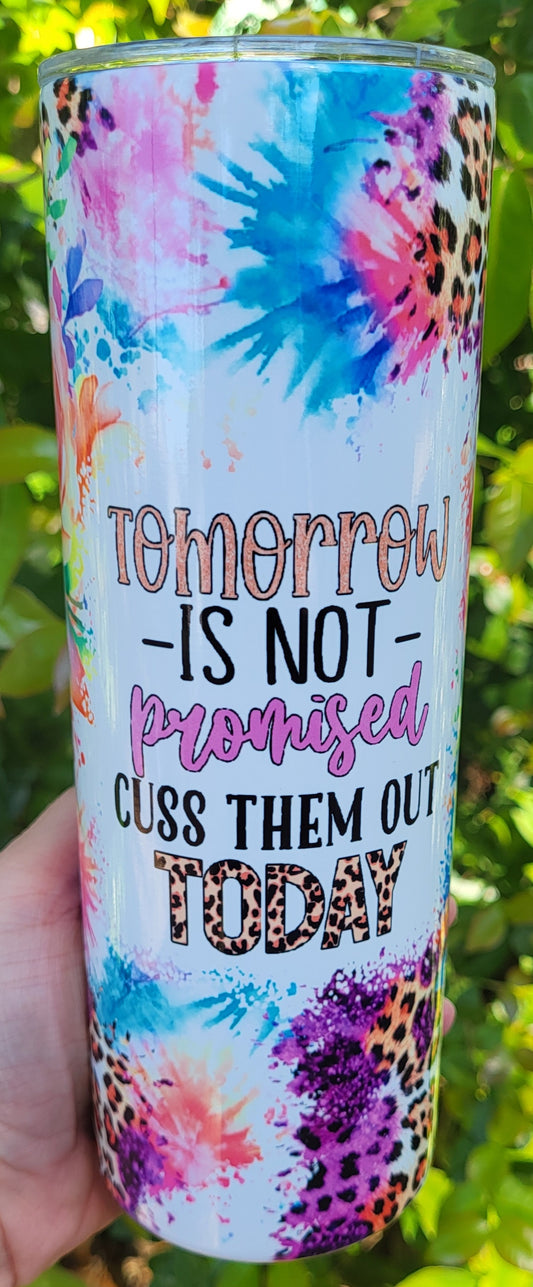 TOMORROW
-IS NOT-
promised
CUSS THEM OUT
TODAY